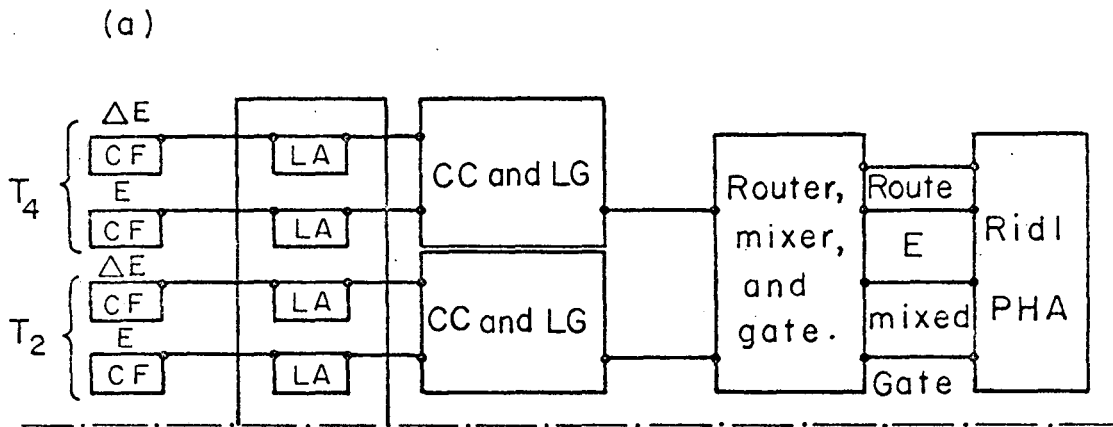 (a)
T4
ΔE
CF
LA
E
CF
LA
CC and LG
T2
ΔE
CF
LA
E
CF
LA
CC and LG
Router,
mixer,
and
gate.
Route
E
mixed
Gate
Ridl
PHA